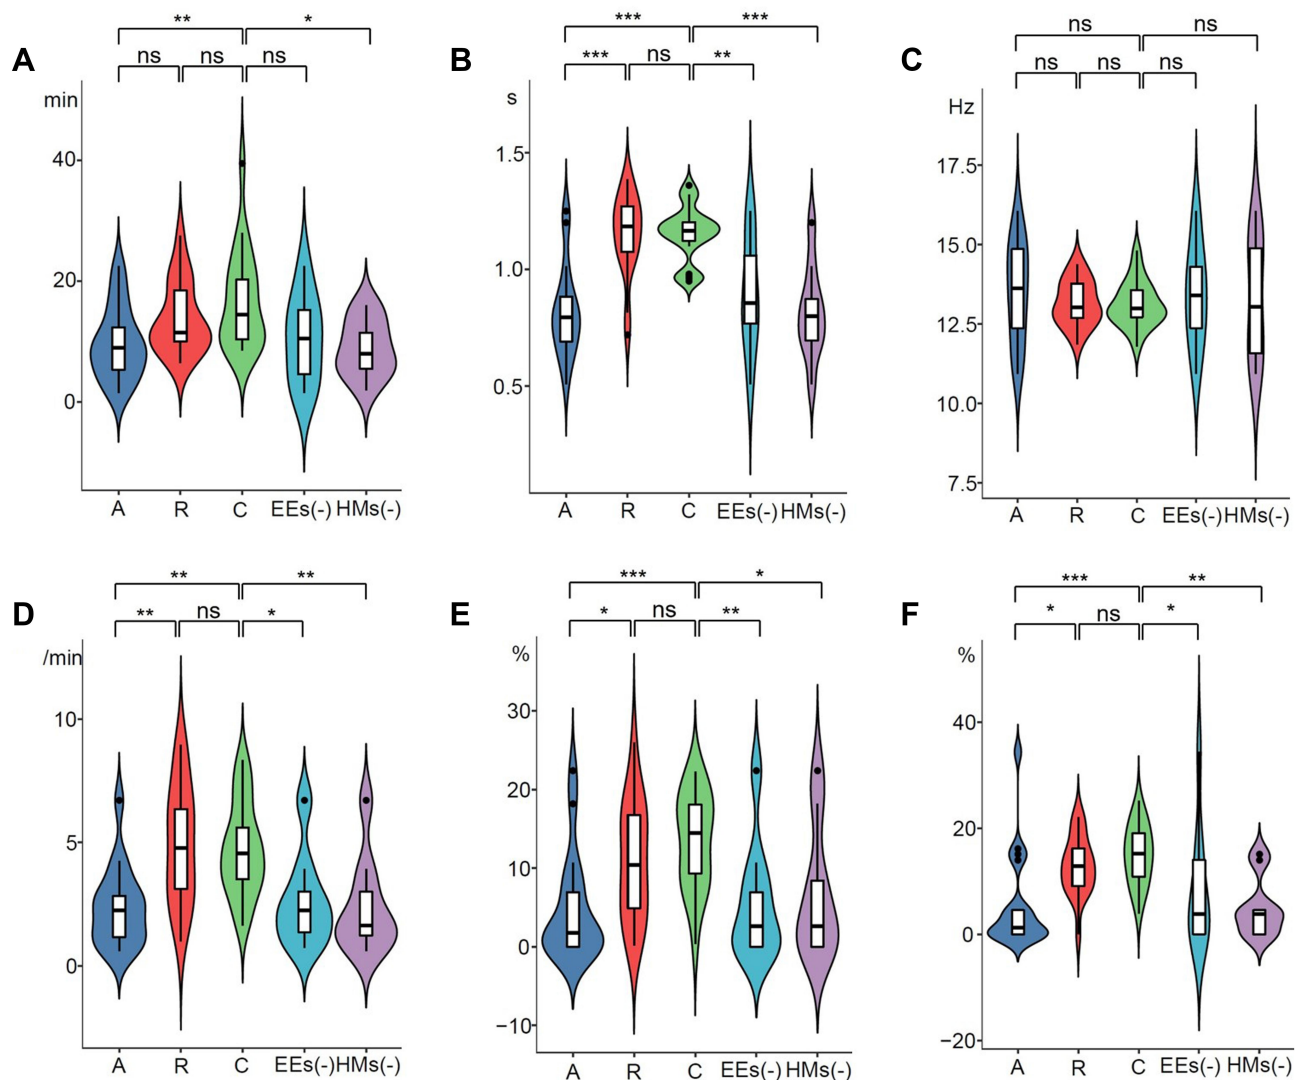 A
** *
ns ns ns
min
40
20
0
A R C EEs(-) HMs(-)
B
*** ***
*** ns **
s
1.5
1.0
0.5
A R C EEs(-) HMs(-)
C
ns ns
ns ns ns
Hz
17.5
15.0
12.5
10.0
7.5
A R C EEs(-) HMs(-)
D
** **
** ns *
/min
10
5
0
A R C EEs(-) HMs(-)
E
*** *
* ns **
%
30
20
10
0
−10
A R C EEs(-) HMs(-)
F
*** **
* ns *
%
40
20
0
−20
A R C EEs(-) HMs(-)